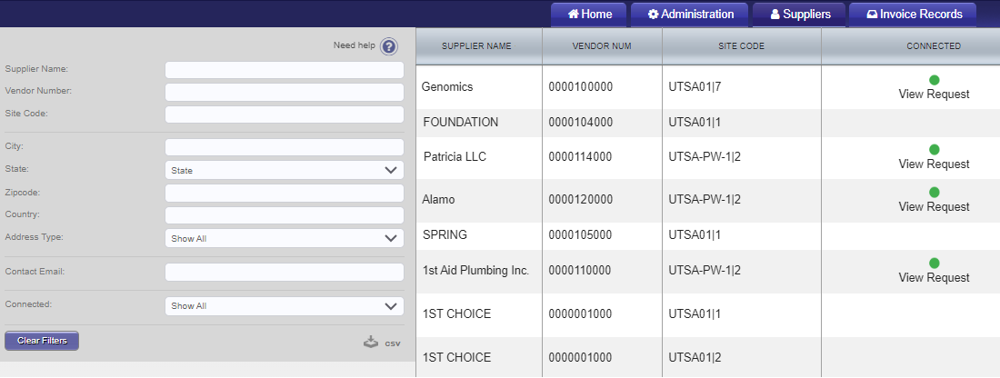 Home Administration Suppliers Invoice Records
Need help ?
Supplier Name:
Vendor Number:
Site Code:
City:
State: State
Zipcode:
Country:
Address Type: Show All
Contact Email:
Connected: Show All
Clear Filters csv
SUPPLIER NAME VENDOR NUM SITE CODE CONNECTED
Genomics 0000100000 UTSA01|7 View Request
FOUNDATION 0000104000 UTSA01|1
Patricia LLC 0000114000 UTSA-PW-1|2 View Request
Alamo 0000120000 UTSA-PW-1|2 View Request
SPRING 0000105000 UTSA01|1
1st Aid Plumbing Inc. 0000110000 UTSA-PW-1|2 View Request
1ST CHOICE 0000001000 UTSA01|1
1ST CHOICE 0000001000 UTSA01|2